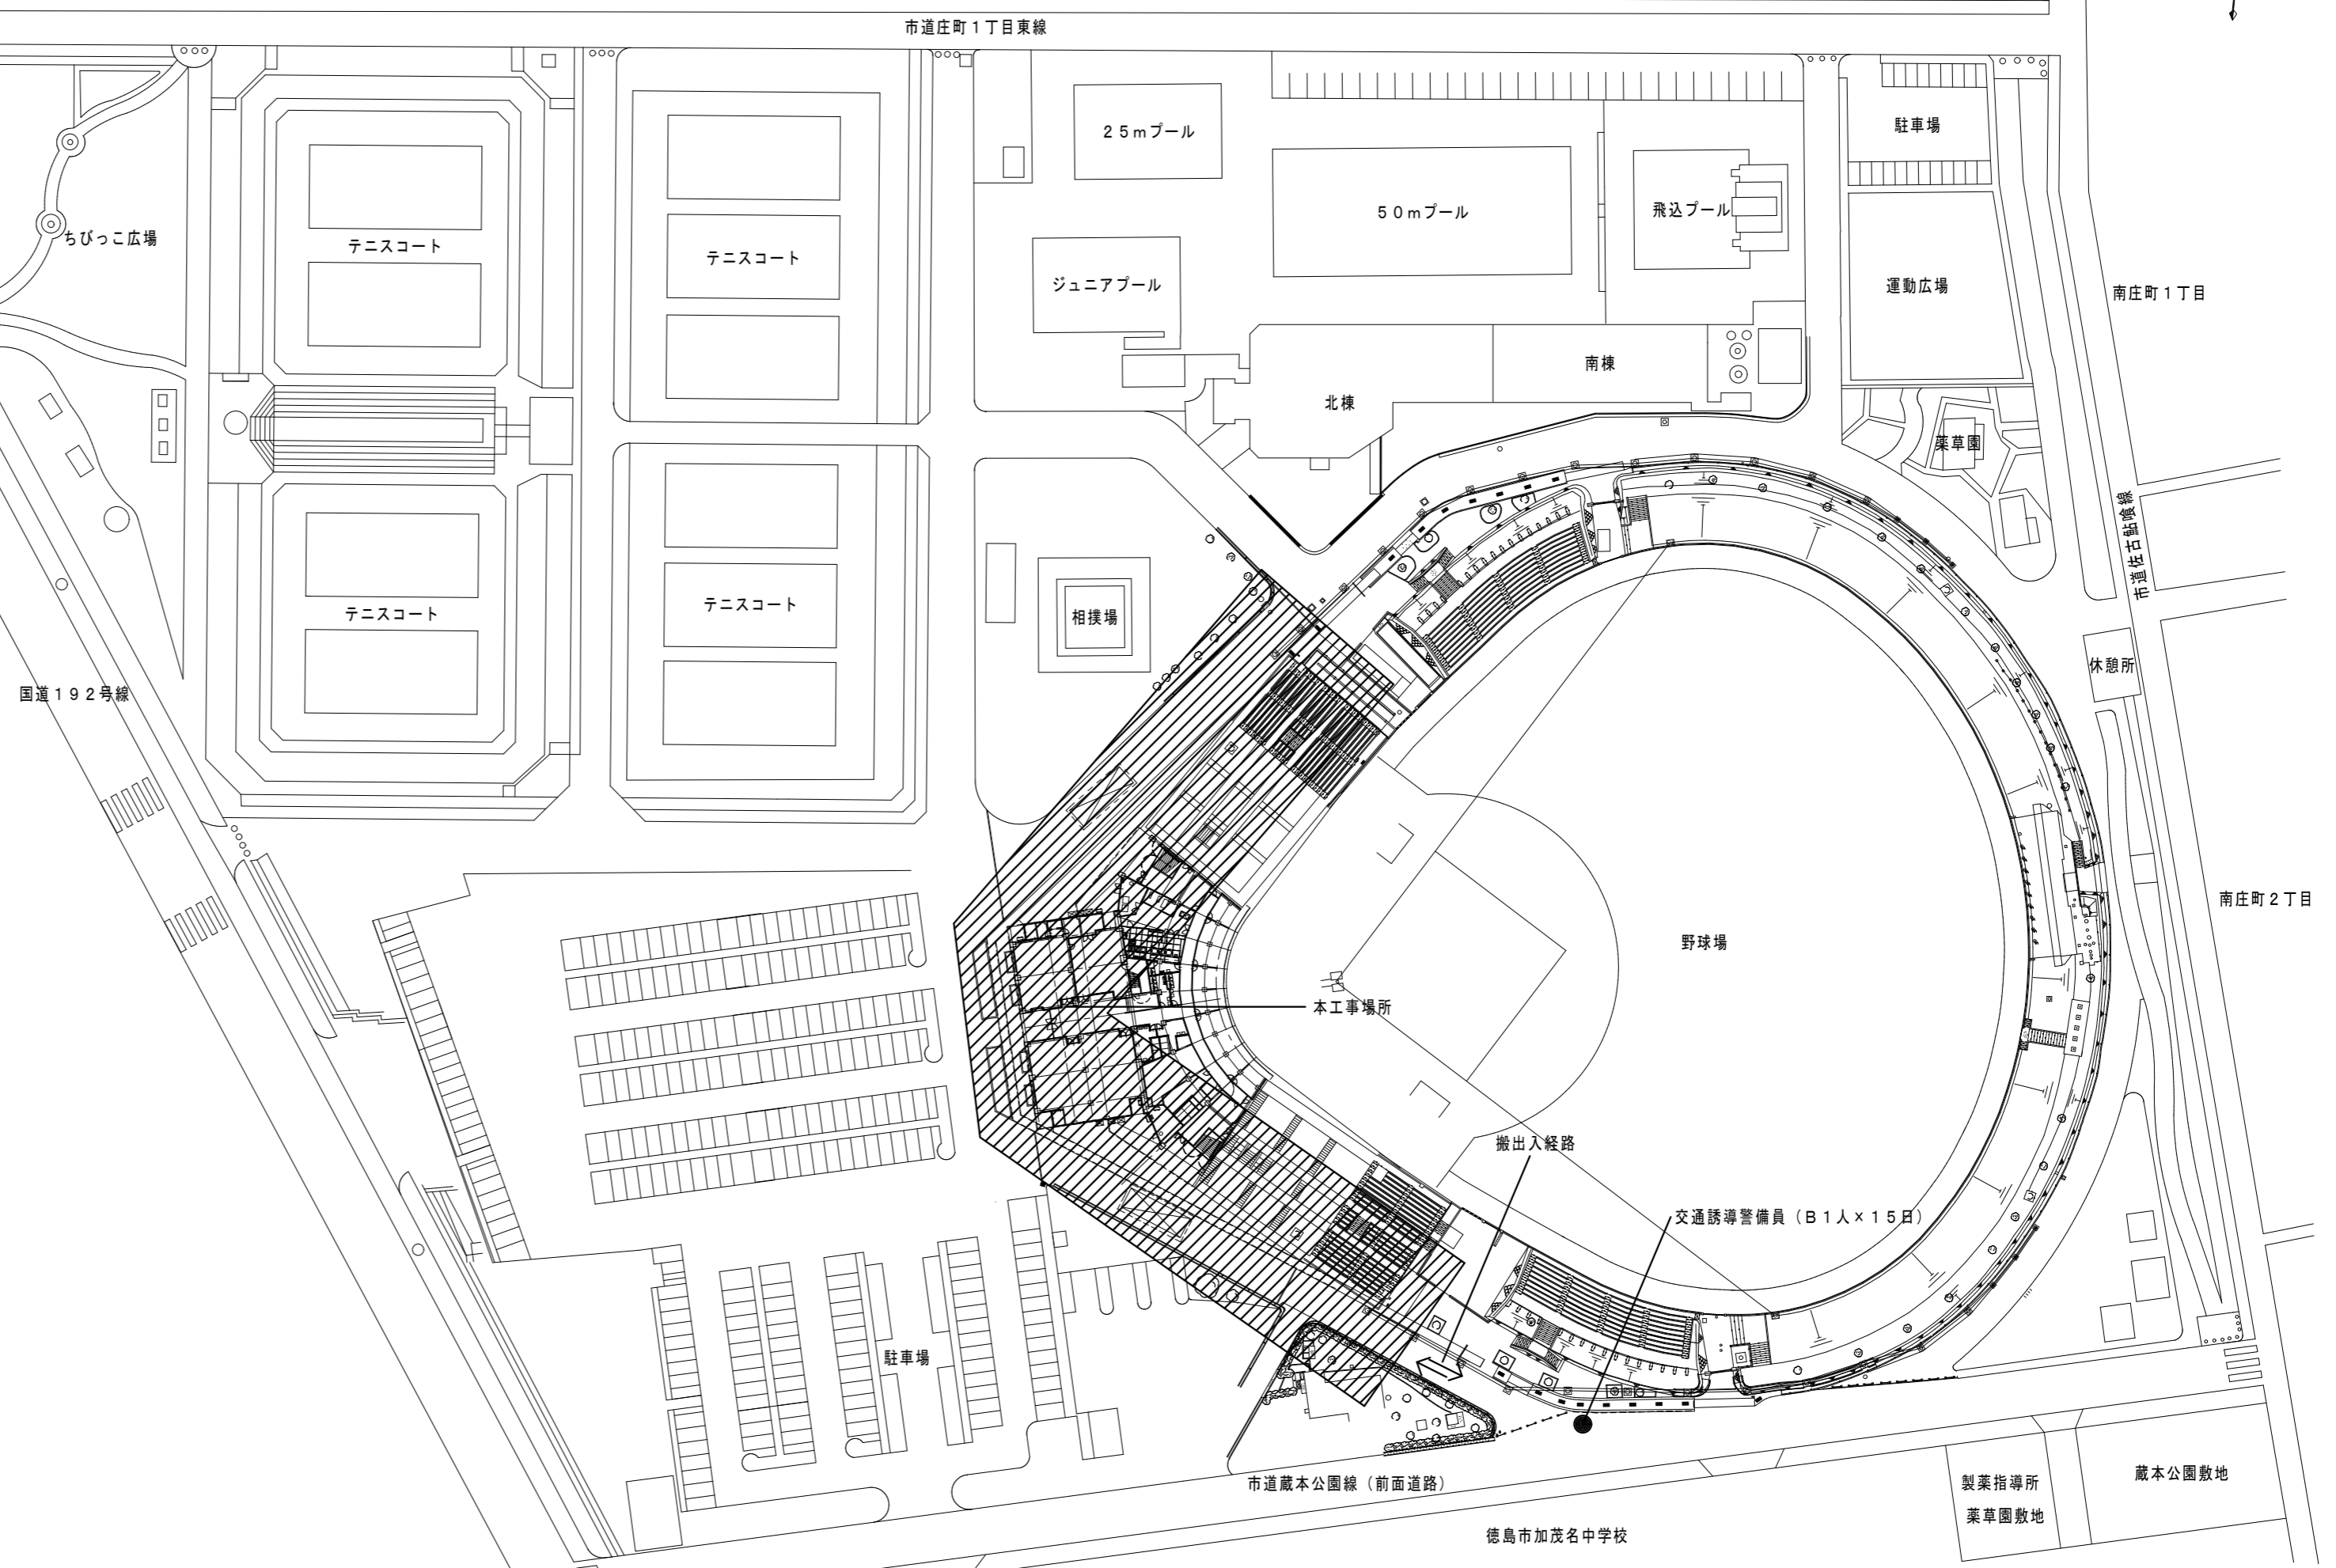 市道庄町１丁目東線
２５ｍプール
駐車場
５０ｍプール
飛込プール
ちびっこ広場
テニスコート
テニスコート
ジュニアプール
運動広場
南庄町１丁目
南棟
北棟
薬草園
市道佐古鮎喰線
テニスコート
テニスコート
相撲場
休憩所
国道１９２号線
南庄町２丁目
野球場
本工事場所
搬出入経路
交通誘導警備員（Ｂ１人×１５日）
駐車場
市道蔵本公園線（前面道路）
製薬指導所
薬草園敷地
蔵本公園敷地
徳島市加茂名中学校